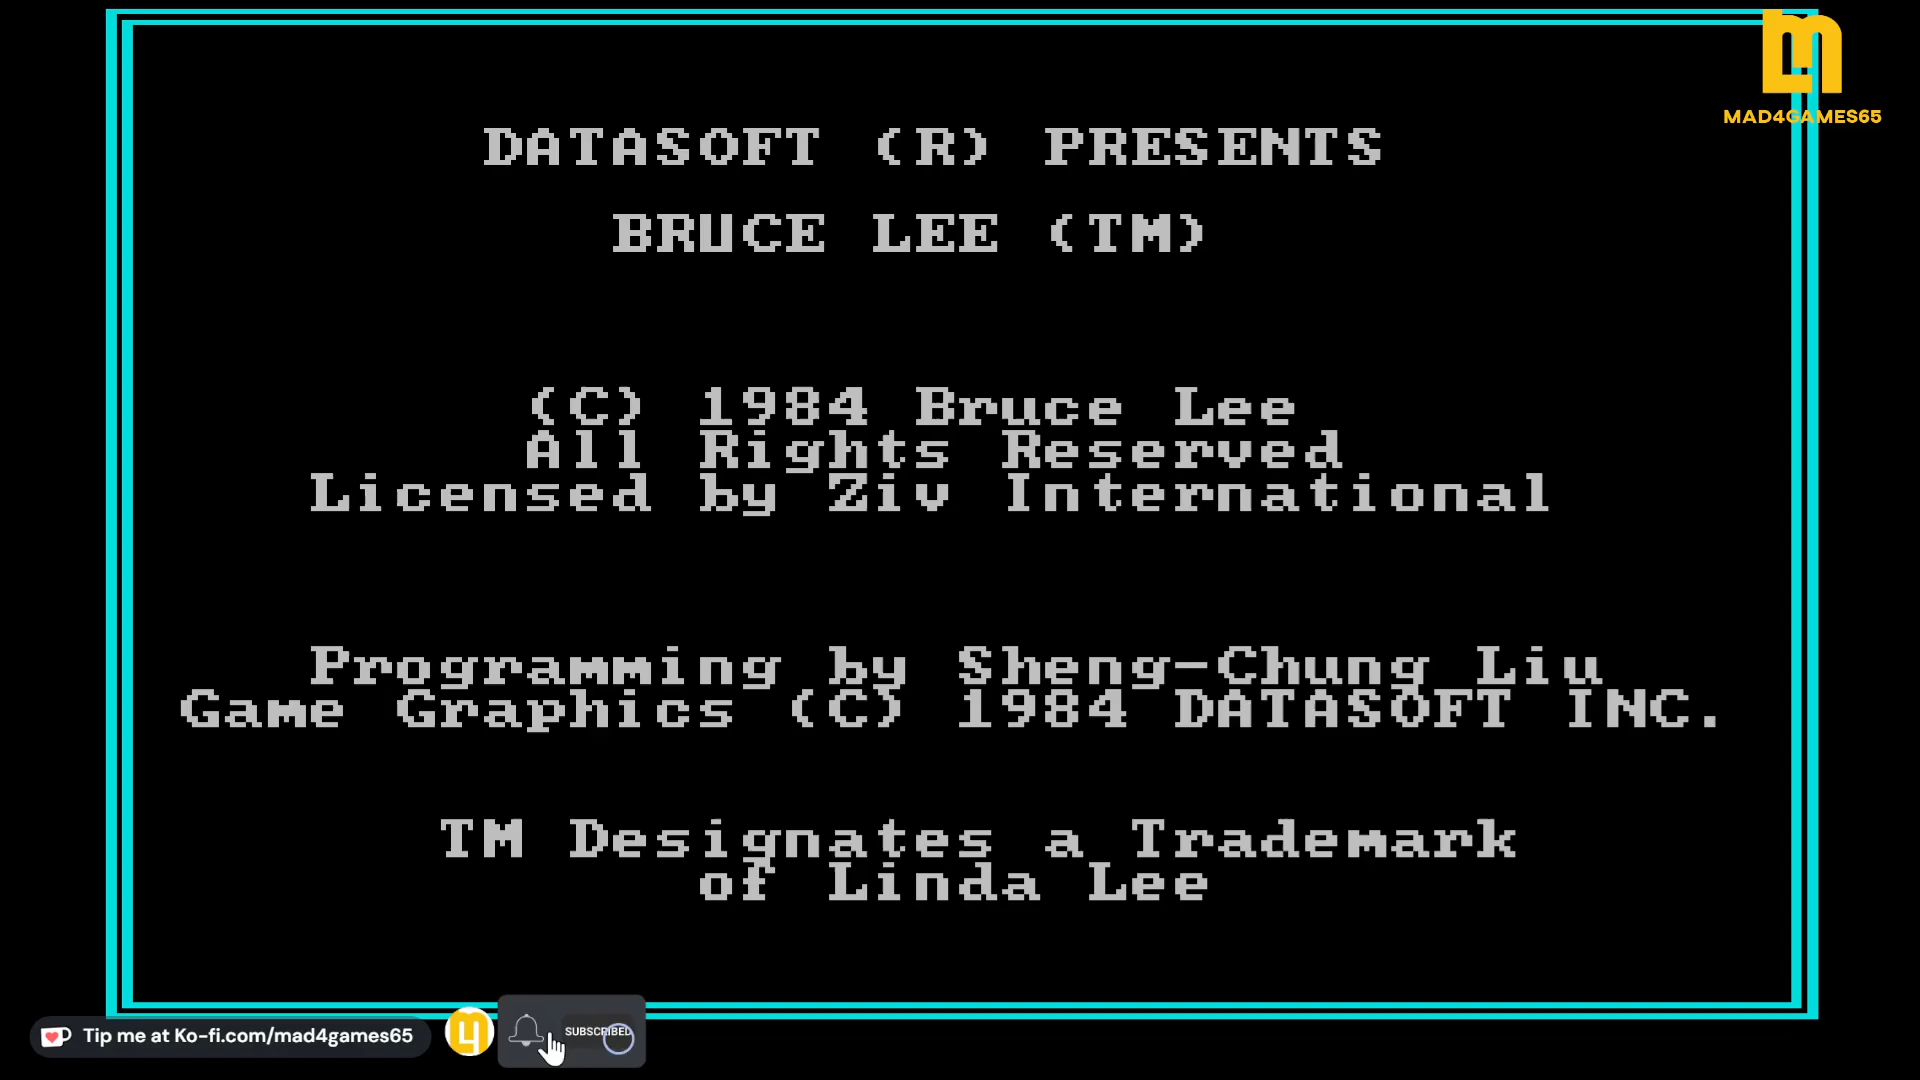 MAD4GAMES65
DATASOFT (R) PRESENTS
BRUCE LEE (TM)
(C) 1984 Bruce Lee
All Rights Reserved
Licensed by Ziv International
Programming by Sheng-Chung Liu
Game Graphics (C) 1984 DATASOFT INC.
TM Designates a Trademark
of Linda Lee
Tip me at Ko-fi.com/mad4games65
SUBSCRIBED